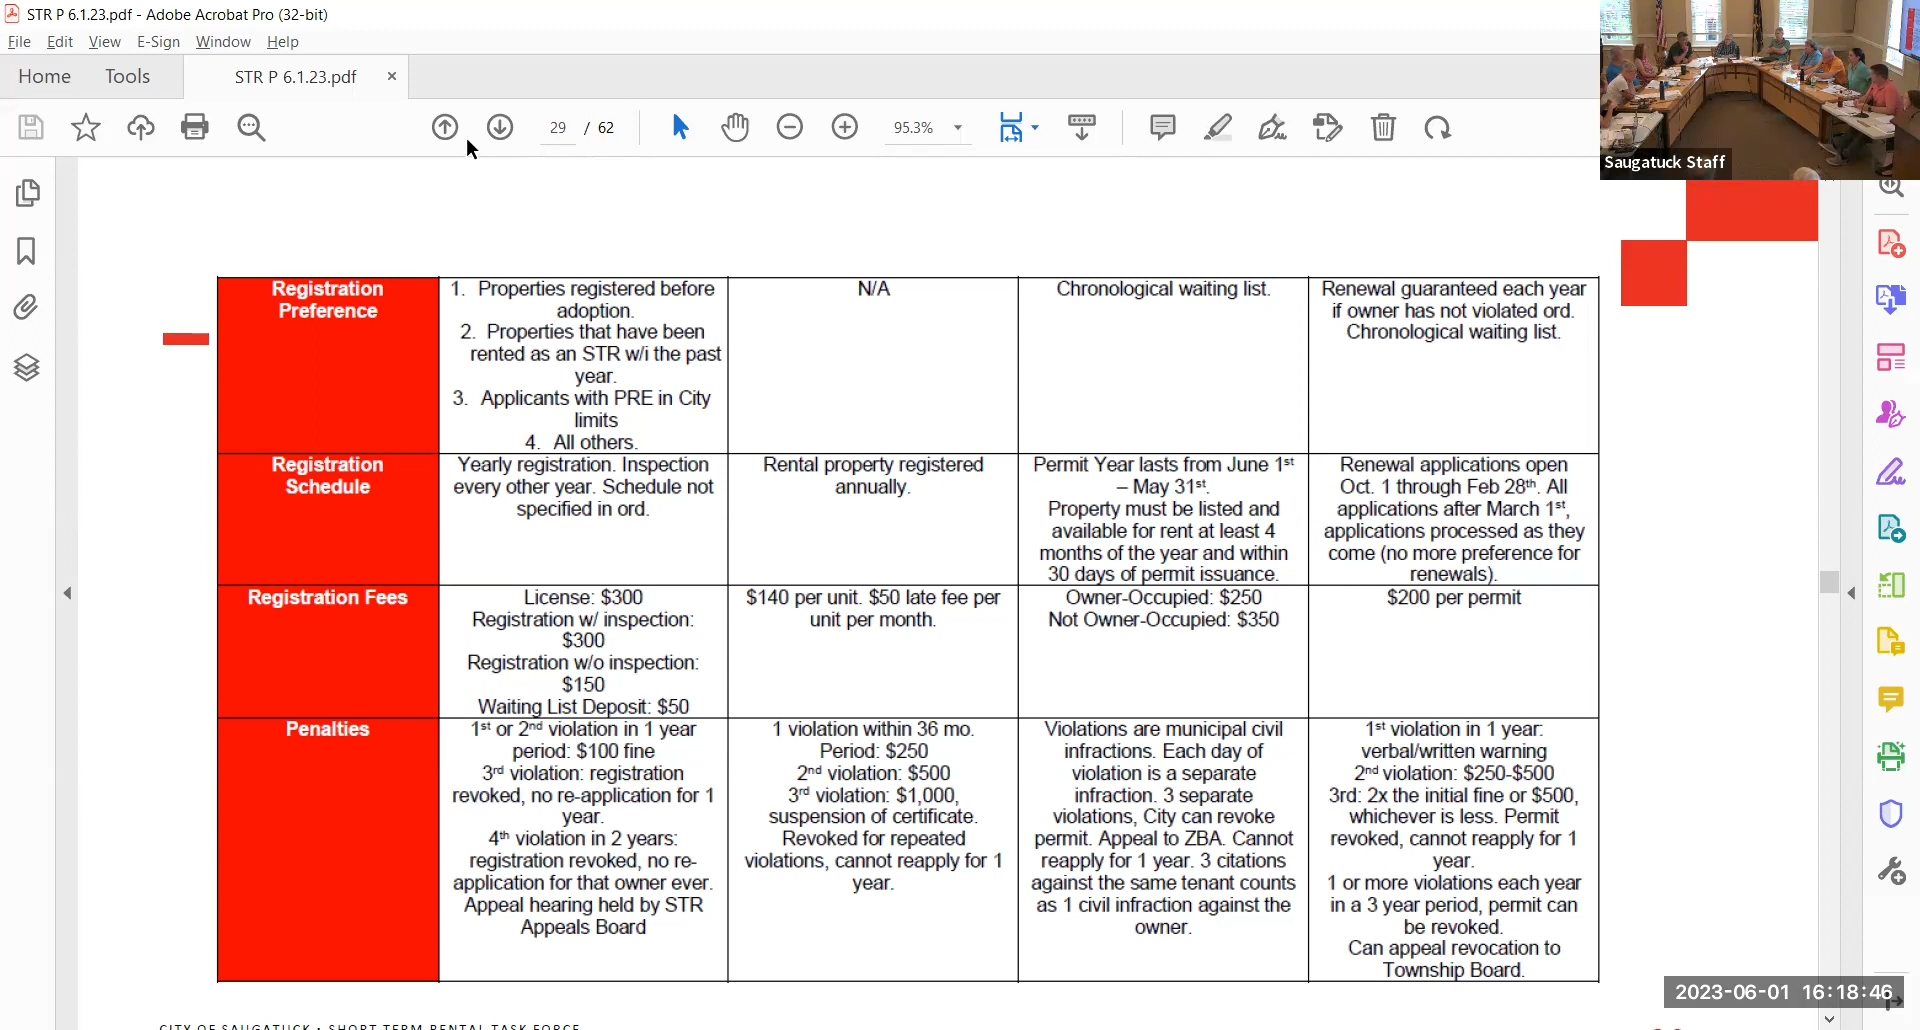 STR P 6.1.23.pdf - Adobe Acrobat Pro (32-bit)
File Edit View E-Sign Window Help
Home Tools STR P 6.1.23.pdf ×
29 / 62 95.3%
Saugatuck Staff
Registration
Preference
1. Properties registered before
adoption.
2. Properties that have been
rented as an STR w/i the past
year.
3. Applicants with PRE in City
limits
4. All others.
N/A
Chronological waiting list.
Renewal guaranteed each year
if owner has not violated ord.
Chronological waiting list.
Registration
Schedule
Yearly registration. Inspection
every other year. Schedule not
specified in ord.
Rental property registered
annually.
Permit Year lasts from June 1st
– May 31st.
Property must be listed and
available for rent at least 4
months of the year and within
30 days of permit issuance.
Renewal applications open
Oct. 1 through Feb 28th. All
applications after March 1st,
applications processed as they
come (no more preference for
renewals).
Registration Fees
License: $300
Registration w/ inspection:
$300
Registration w/o inspection:
$150
Waiting List Deposit: $50
$140 per unit. $50 late fee per
unit per month.
Owner-Occupied: $250
Not Owner-Occupied: $350
$200 per permit
Penalties
1st or 2nd violation in 1 year
period: $100 fine
3rd violation: registration
revoked, no re-application for 1
year.
4th violation in 2 years:
registration revoked, no re-
application for that owner ever.
Appeal hearing held by STR
Appeals Board
1 violation within 36 mo.
Period: $250
2nd violation: $500
3rd violation: $1,000,
suspension of certificate.
Revoked for repeated
violations, cannot reapply for 1
year.
Violations are municipal civil
infractions. Each day of
violation is a separate
infraction. 3 separate
violations, City can revoke
permit. Appeal to ZBA. Cannot
reapply for 1 year. 3 citations
against the same tenant counts
as 1 civil infraction against the
owner.
1st violation in 1 year:
verbal/written warning
2nd violation: $250-$500
3rd: 2x the initial fine or $500,
whichever is less. Permit
revoked, cannot reapply for 1
year.
1 or more violations each year
in a 3 year period, permit can
be revoked.
Can appeal revocation to
Township Board.
2023-06-01 16:18:46
CITY OF SAUGATUCK • SHORT TERM RENTAL TASK FORCE